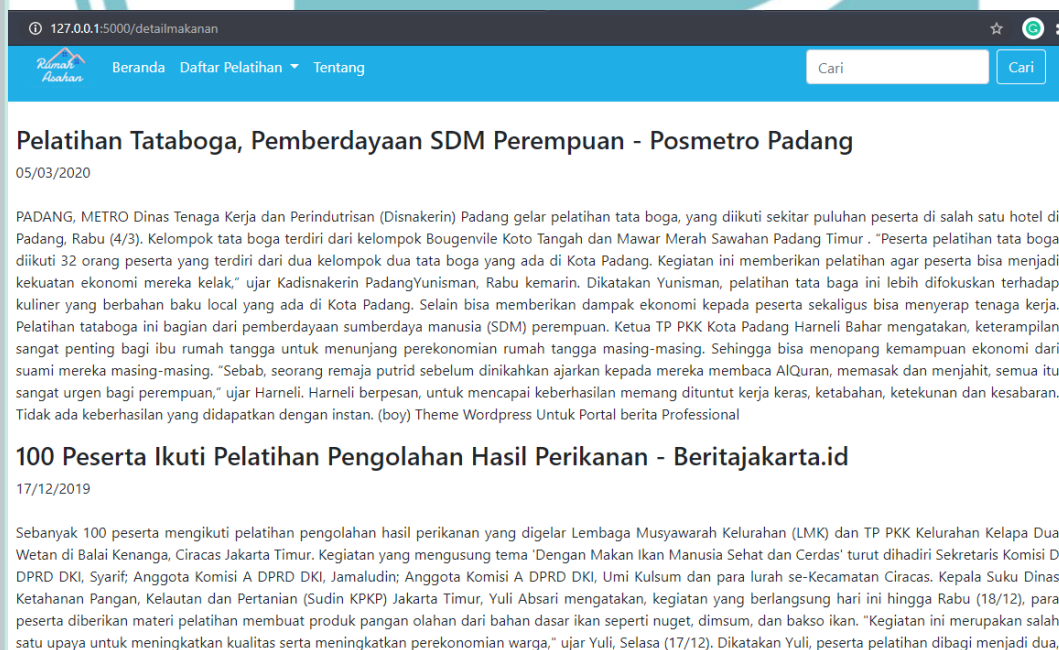 127.0.0.1:5000/detailmakanan
Rumah
Asahan
Beranda Daftar Pelatihan Tentang Cari Cari
Pelatihan Tataboga, Pemberdayaan SDM Perempuan - Posmetro Padang
05/03/2020
PADANG, METRO Dinas Tenaga Kerja dan Perindutrisan (Disnakerin) Padang gelar pelatihan tata boga, yang diikuti sekitar puluhan peserta di salah satu hotel di
Padang, Rabu (4/3). Kelompok tata boga terdiri dari kelompok Bougenvile Koto Tangah dan Mawar Merah Sawahan Padang Timur . "Peserta pelatihan tata boga
diikuti 32 orang peserta yang terdiri dari dua kelompok dua tata boga yang ada di Kota Padang. Kegiatan ini memberikan pelatihan agar peserta bisa menjadi
kekuatan ekonomi mereka kelak," ujar Kadisnakerin PadangYunisman, Rabu kemarin. Dikatakan Yunisman, pelatihan tata baga ini lebih difokuskan terhadap
kuliner yang berbahan baku local yang ada di Kota Padang. Selain bisa memberikan dampak ekonomi kepada peserta sekaligus bisa menyerap tenaga kerja.
Pelatihan tataboga ini bagian dari pemberdayaan sumberdaya manusia (SDM) perempuan. Ketua TP PKK Kota Padang Harneli Bahar mengatakan, keterampilan
sangat penting bagi ibu rumah tangga untuk menunjang perekonomian rumah tangga masing-masing. Sehingga bisa menopang kemampuan ekonomi dari
suami mereka masing-masing. "Sebab, seorang remaja putrid sebelum dinikahkan ajarkan kepada mereka membaca AlQuran, memasak dan menjahit, semua itu
sangat urgen bagi perempuan," ujar Harneli. Harneli berpesan, untuk mencapai keberhasilan memang dituntut kerja keras, ketabahan, ketekunan dan kesabaran.
Tidak ada keberhasilan yang didapatkan dengan instan. (boy) Theme Wordpress Untuk Portal berita Professional
100 Peserta Ikuti Pelatihan Pengolahan Hasil Perikanan - Beritajakarta.id
17/12/2019
Sebanyak 100 peserta mengikuti pelatihan pengolahan hasil perikanan yang digelar Lembaga Musyawarah Kelurahan (LMK) dan TP PKK Kelurahan Kelapa Dua
Wetan di Balai Kenanga, Ciracas Jakarta Timur. Kegiatan yang mengusung tema 'Dengan Makan Ikan Manusia Sehat dan Cerdas' turut dihadiri Sekretaris Komisi D
DPRD DKI, Syarif; Anggota Komisi A DPRD DKI, Jamaludin; Anggota Komisi A DPRD DKI, Umi Kulsum dan para lurah se-Kecamatan Ciracas. Kepala Suku Dinas
Ketahanan Pangan, Kelautan dan Pertanian (Sudin KPKP) Jakarta Timur, Yuli Absari mengatakan, kegiatan yang berlangsung hari ini hingga Rabu (18/12), para
peserta diberikan materi pelatihan membuat produk pangan olahan dari bahan dasar ikan seperti nuget, dimsum, dan bakso ikan. "Kegiatan ini merupakan salah
satu upaya untuk meningkatkan kualitas serta meningkatkan perekonomian warga," ujar Yuli, Selasa (17/12). Dikatakan Yuli, peserta pelatihan dibagi menjadi dua,